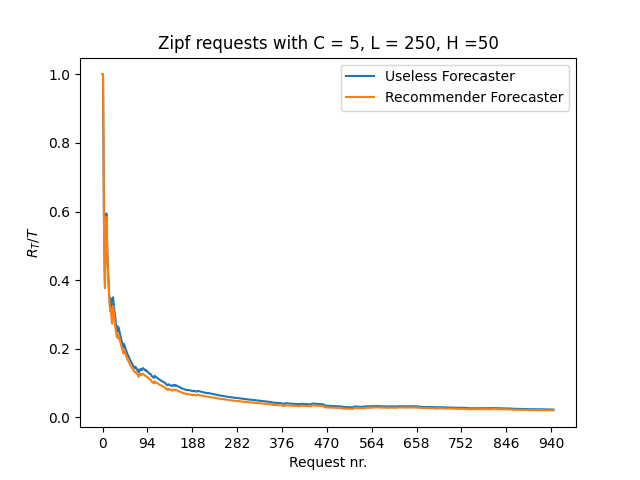 Zipf requests with C = 5, L = 250, H =50
Useless Forecaster
Recommender Forecaster
1.0
0.8
0.6
0.4
0.2
0.0
R_T/T
0 94 188 282 376 470 564 658 752 846 940
Request nr.